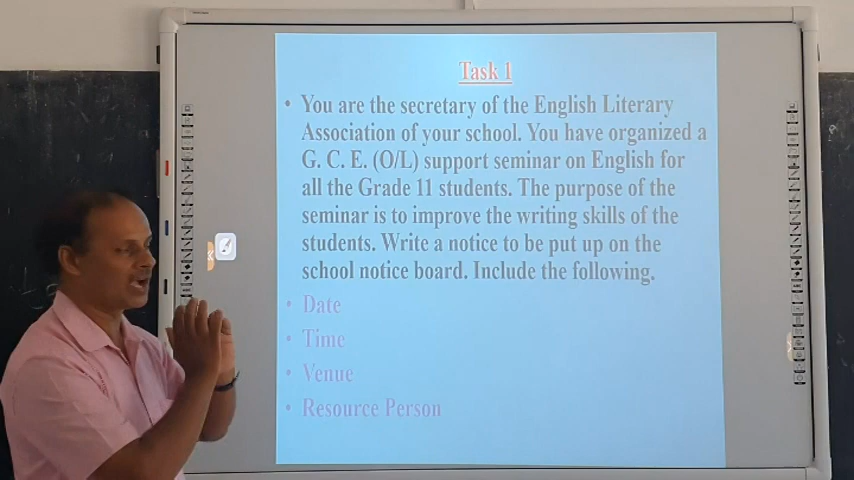 Task 1
• You are the secretary of the English Literary
Association of your school. You have organized a
G. C. E. (O/L) support seminar on English for
all the Grade 11 students. The purpose of the
seminar is to improve the writing skills of the
students. Write a notice to be put up on the
school notice board. Include the following.
• Date
• Time
• Venue
• Resource Person